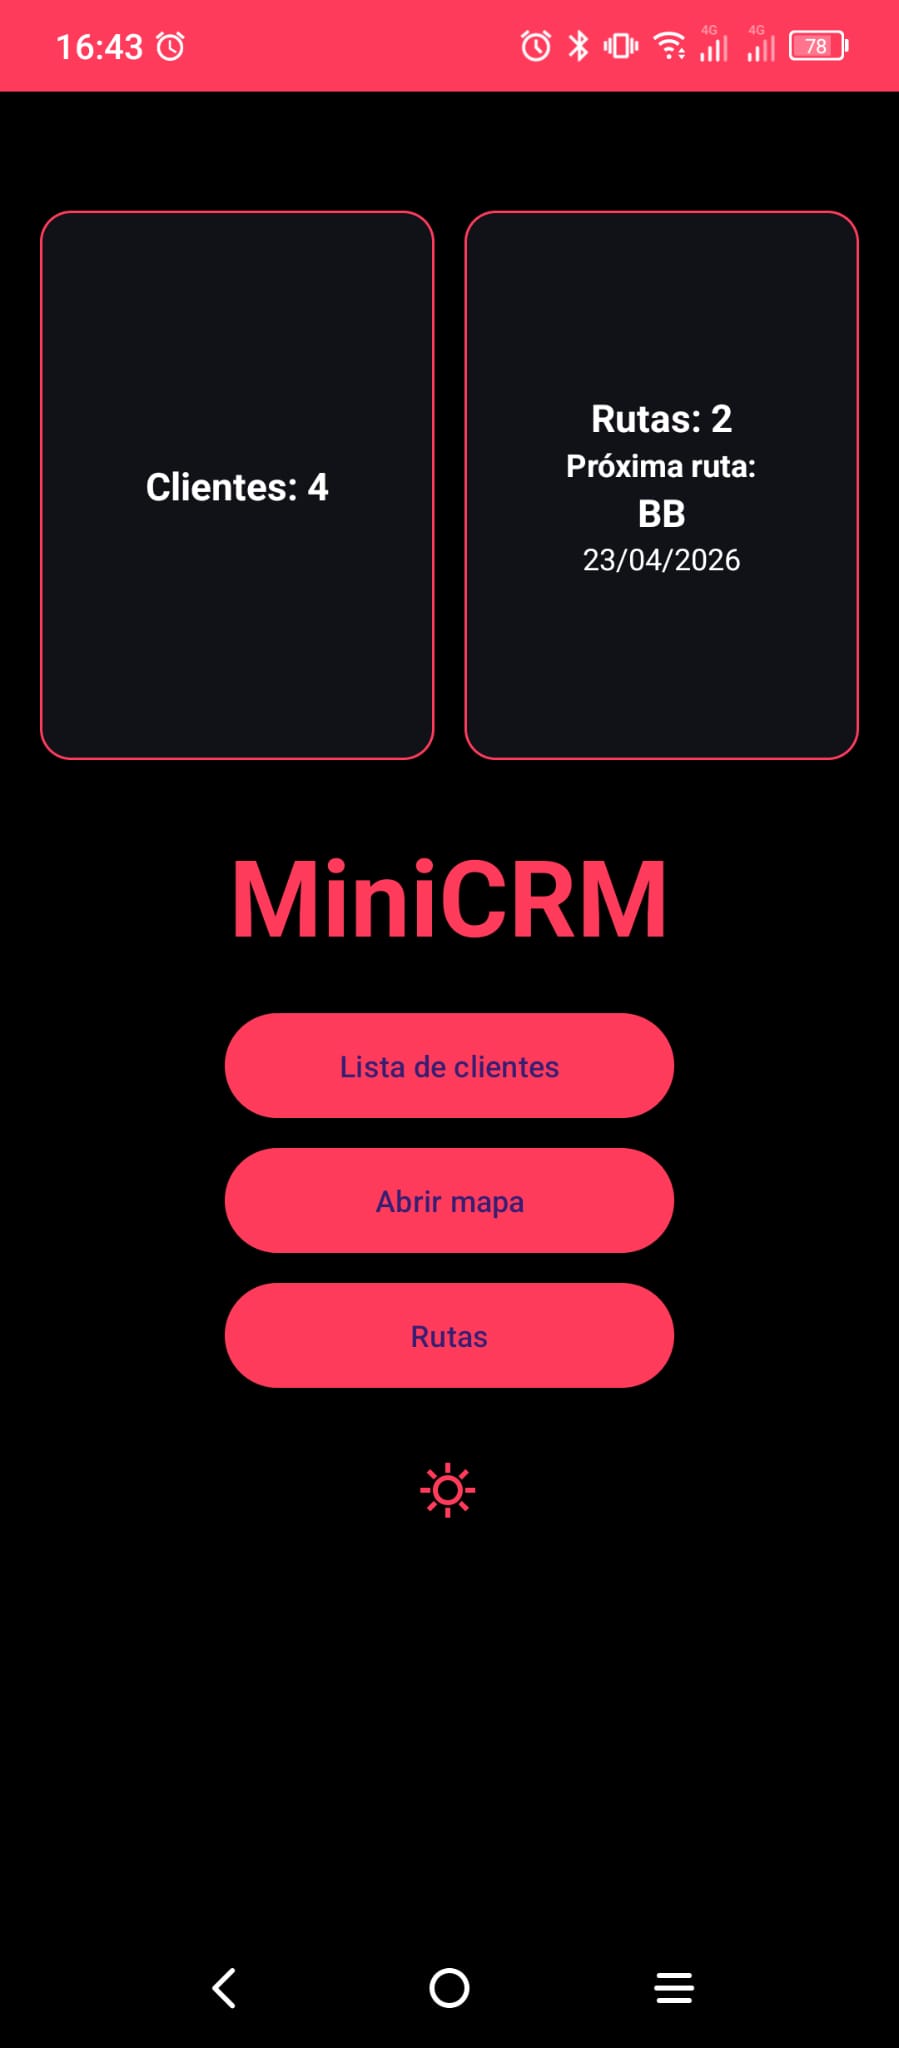 16:43
4G 4G 78
Clientes: 4
Rutas: 2
Próxima ruta:
BB
23/04/2026
MiniCRM
Lista de clientes
Abrir mapa
Rutas